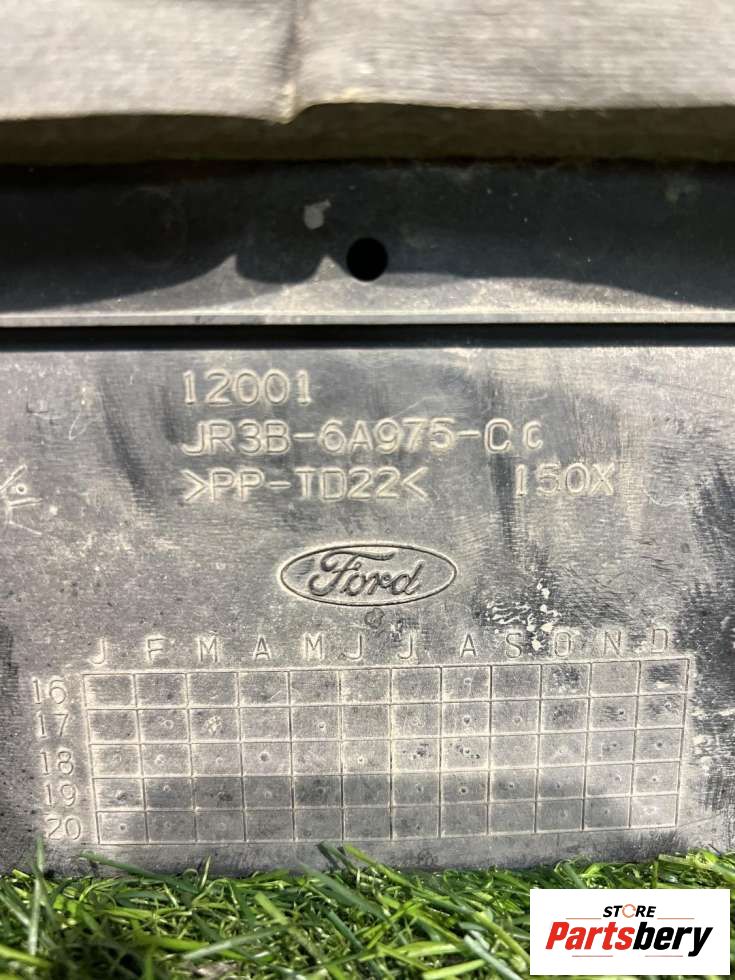 12001
JR3B-6A975-CC
>PP-TD22< 150X
Ford
J F M A M J J A S O N D
16
17
18
19
20
STORE
Partsbery